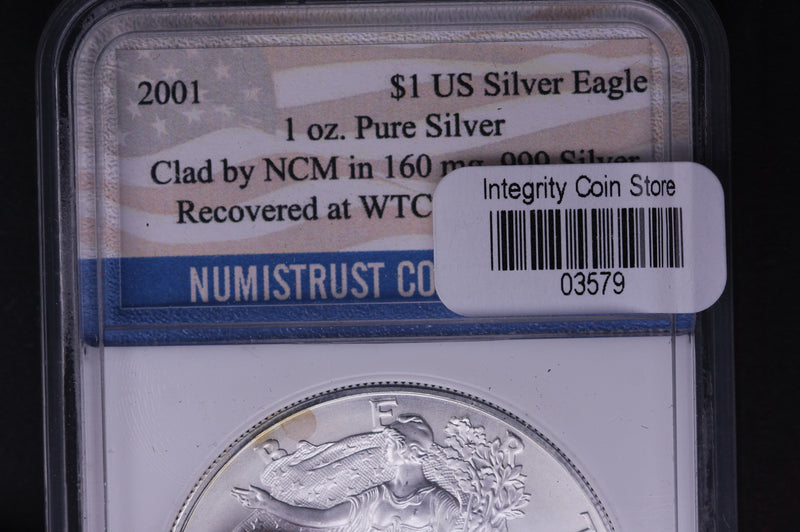 2001 $1 US Silver Eagle
1 oz. Pure Silver
Clad by NCM in 160 mg .999 Silver
Recovered at WTC
NUMISTRUST CO
Integrity Coin Store
03579
B E R